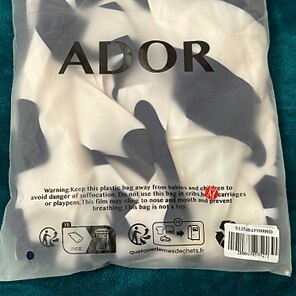 ADOR
Warning:Keep this plastic bag away from babies and children to
avoid danger of suffocation. Do not use this bag in cribs, beds, carriages
or playpens. This film may cling to nose and mouth and prevent
breathing. This bag is not a toy.
quefairedemesdechets.fr